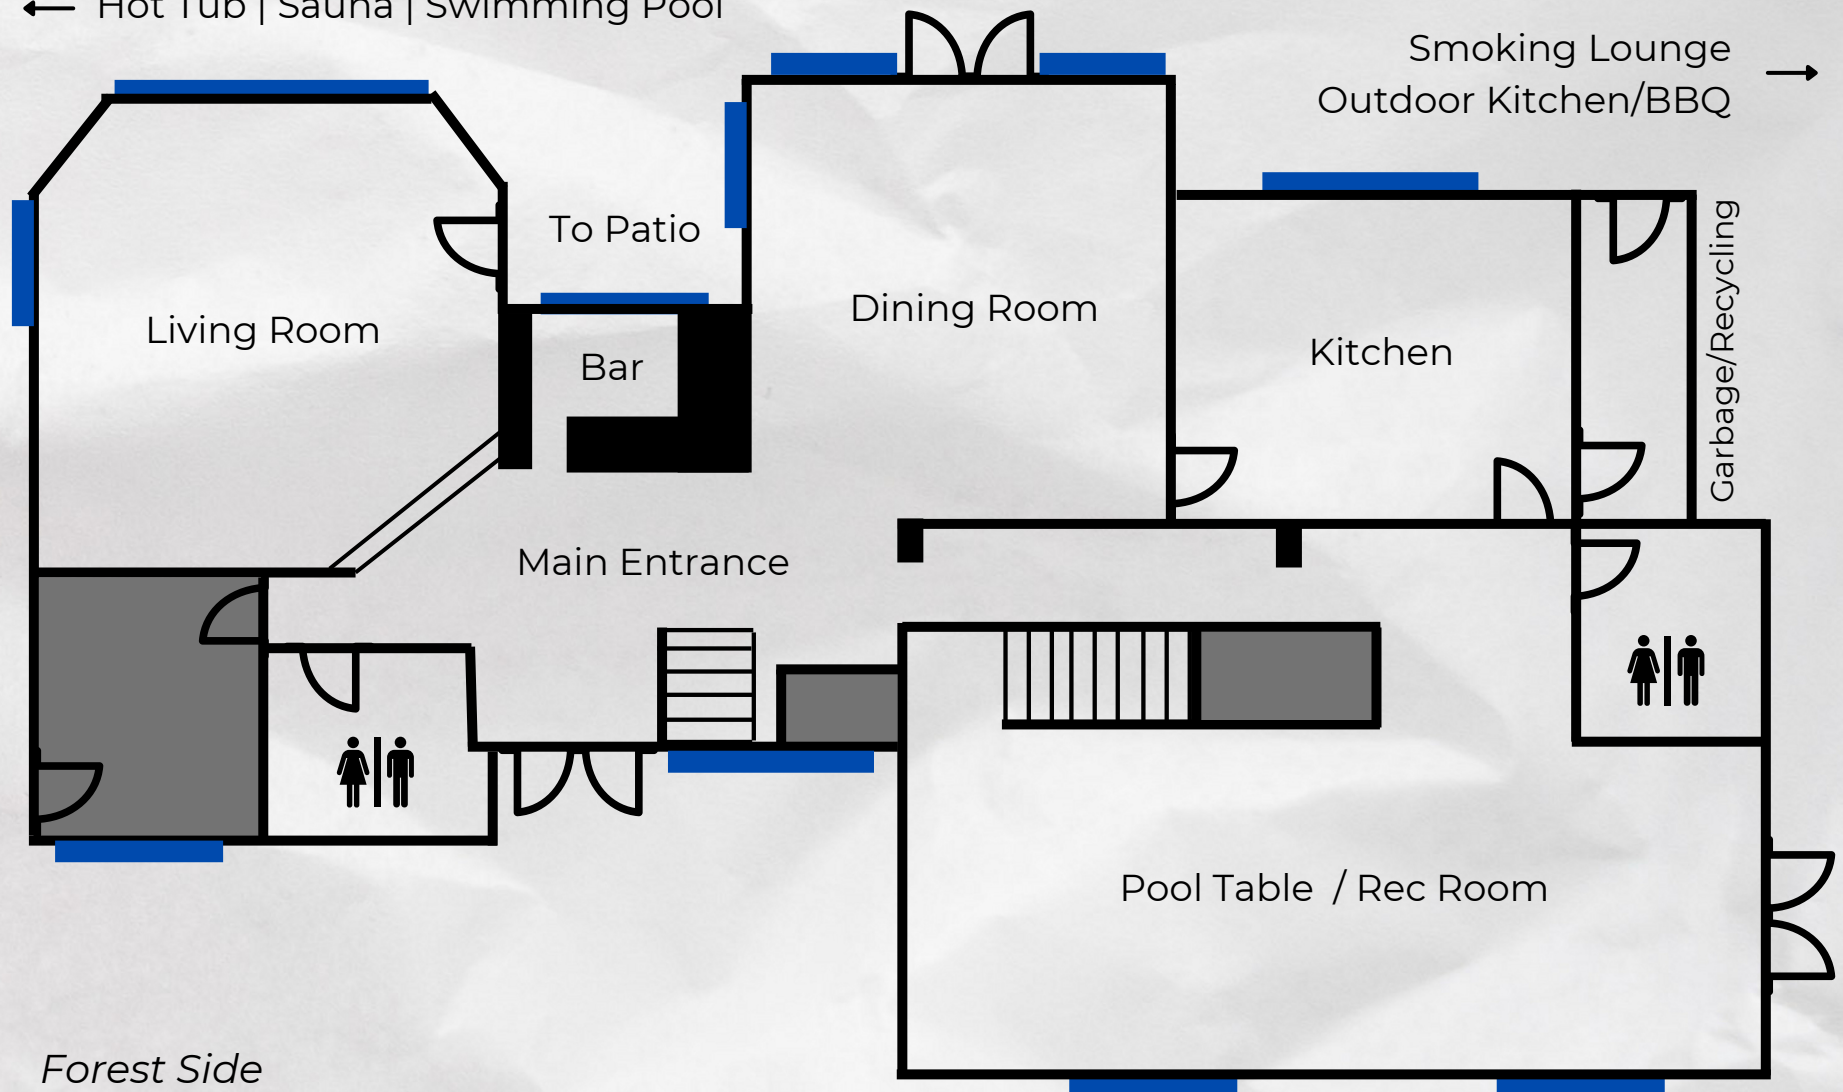 Hot Tub | Sauna | Swimming Pool
Smoking Lounge
Outdoor Kitchen/BBQ
To Patio
Living Room
Dining Room
Bar
Kitchen
Garbage/Recycling
Main Entrance
Pool Table / Rec Room
Forest Side